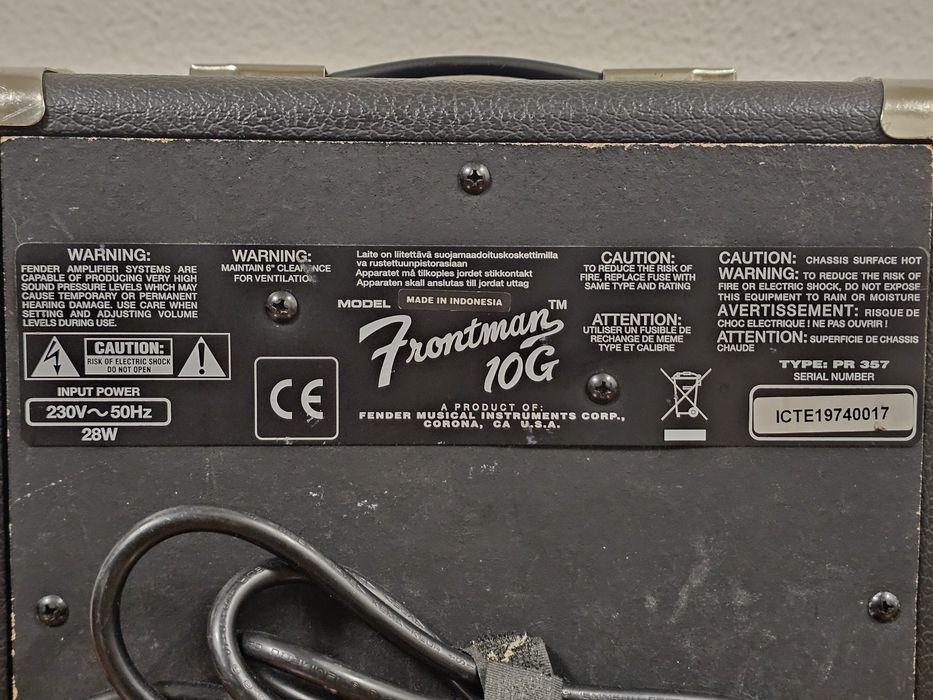 WARNING:
FENDER AMPLIFIER SYSTEMS ARE
CAPABLE OF PRODUCING VERY HIGH
SOUND PRESSURE LEVELS WHICH MAY
CAUSE TEMPORARY OR PERMANENT
HEARING DAMAGE. USE CARE WHEN
SETTING AND ADJUSTING VOLUME
LEVELS DURING USE.
CAUTION:
RISK OF ELECTRIC SHOCK
DO NOT OPEN
INPUT POWER
230V~50Hz
28W
WARNING:
MAINTAIN 6" CLEARENCE
FOR VENTILATION
CE
Laite on liitettävä suojamaadoituskoskettimilla
va rustettuunpistorasiaan
Apparatet må tilkoples jordet stikkontakt
Apparaten skall anslutas till jordat uttag
MODEL MADE IN INDONESIA TM
Frontman
10G
A PRODUCT OF:
FENDER MUSICAL INSTRUMENTS CORP.,
CORONA, CA U.S.A.
CAUTION:
TO REDUCE THE RISK OF
FIRE, REPLACE FUSE WITH
SAME TYPE AND RATING
ATTENTION:
UTILISER UN FUSIBLE DE
RECHANGE DE MEME
TYPE ET CALIBRE
CAUTION: CHASSIS SURFACE HOT
WARNING: TO REDUCE THE RISK OF
FIRE OR ELECTRIC SHOCK, DO NOT EXPOSE
THIS EQUIPMENT TO RAIN OR MOISTURE
AVERTISSEMENT: RISQUE DE
CHOC ELECTRIQUE ! NE PAS OUVRIR !
ATTENTION: SUPERFICIE DE CHASSIS
CHAUDE
TYPE: PR 357
SERIAL NUMBER
ICTE19740017